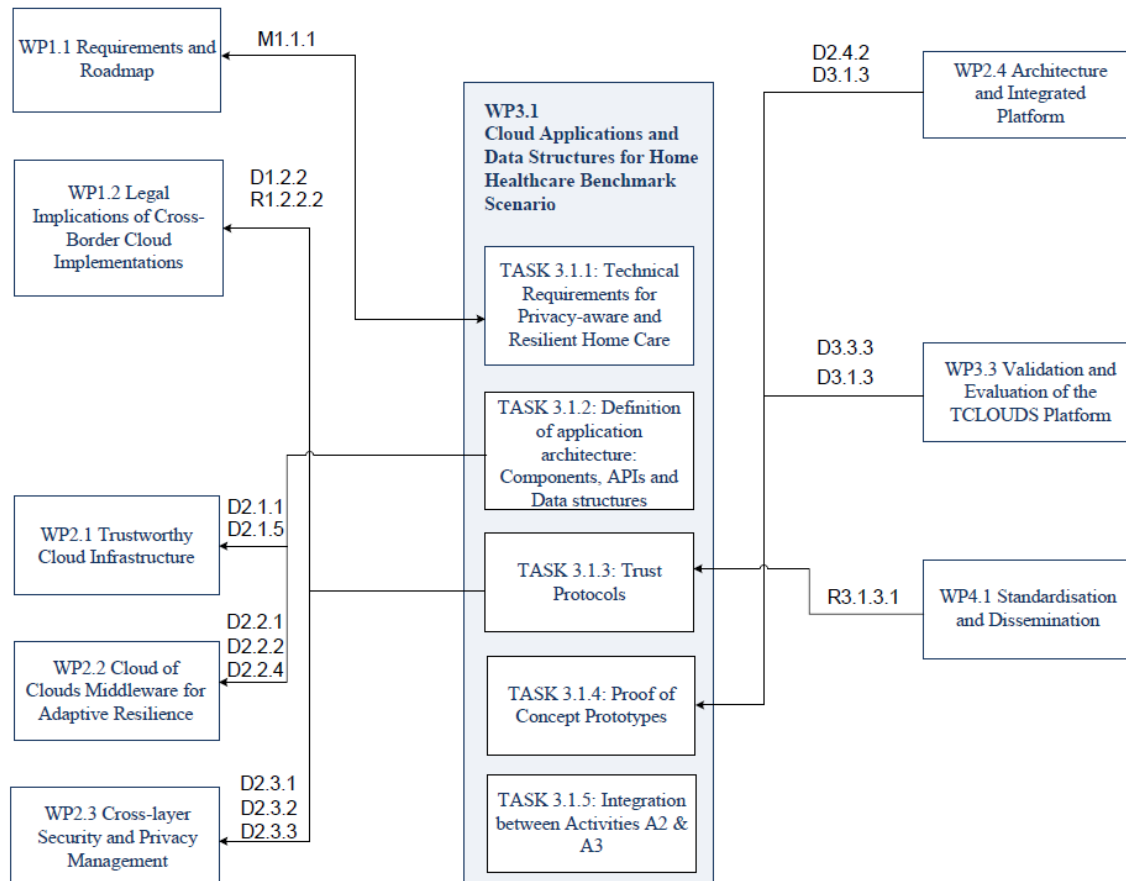 WP1.1 Requirements and
Roadmap
M1.1.1
WP1.2 Legal
Implications of Cross-
Border Cloud
Implementations
D1.2.2
R1.2.2.2
WP2.1 Trustworthy
Cloud Infrastructure
D2.1.1
D2.1.5
WP2.2 Cloud of
Clouds Middleware for
Adaptive Resilience
D2.2.1
D2.2.2
D2.2.4
WP2.3 Cross-layer
Security and Privacy
Management
D2.3.1
D2.3.2
D2.3.3
WP3.1
Cloud Applications and
Data Structures for Home
Healthcare Benchmark
Scenario
TASK 3.1.1: Technical
Requirements for
Privacy-aware and
Resilient Home Care
TASK 3.1.2: Definition
of application
architecture:
Components, APIs and
Data structures
TASK 3.1.3: Trust
Protocols
TASK 3.1.4: Proof of
Concept Prototypes
TASK 3.1.5: Integration
between Activities A2 &
A3
D2.4.2
D3.1.3
WP2.4 Architecture
and Integrated
Platform
D3.3.3
D3.1.3
WP3.3 Validation and
Evaluation of the
TCLOUDS Platform
R3.1.3.1
WP4.1 Standardisation
and Dissemination